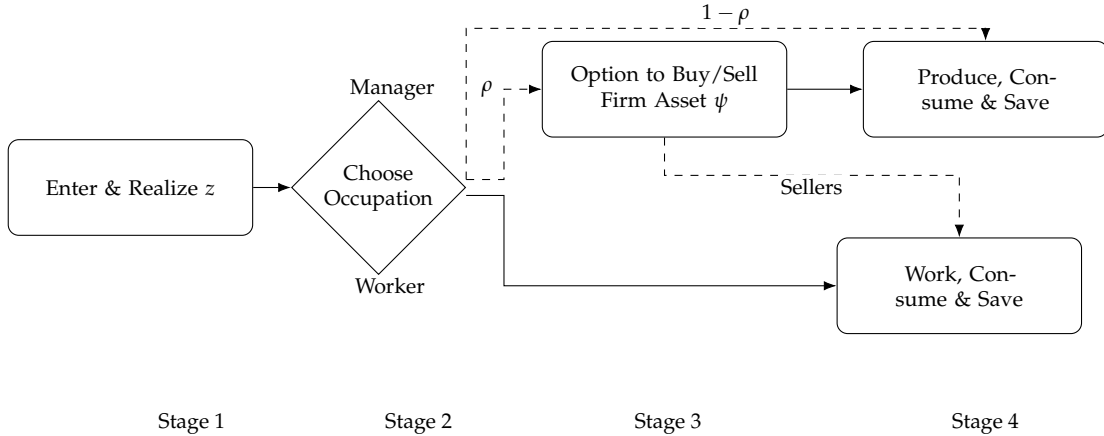 1 − ρ
Option to Buy/Sell
Firm Asset ψ
Produce, Con-
sume & Save
Manager
ρ
Enter & Realize z
Choose
Occupation
Sellers
Worker
Work, Con-
sume & Save
Stage 1
Stage 2
Stage 3
Stage 4